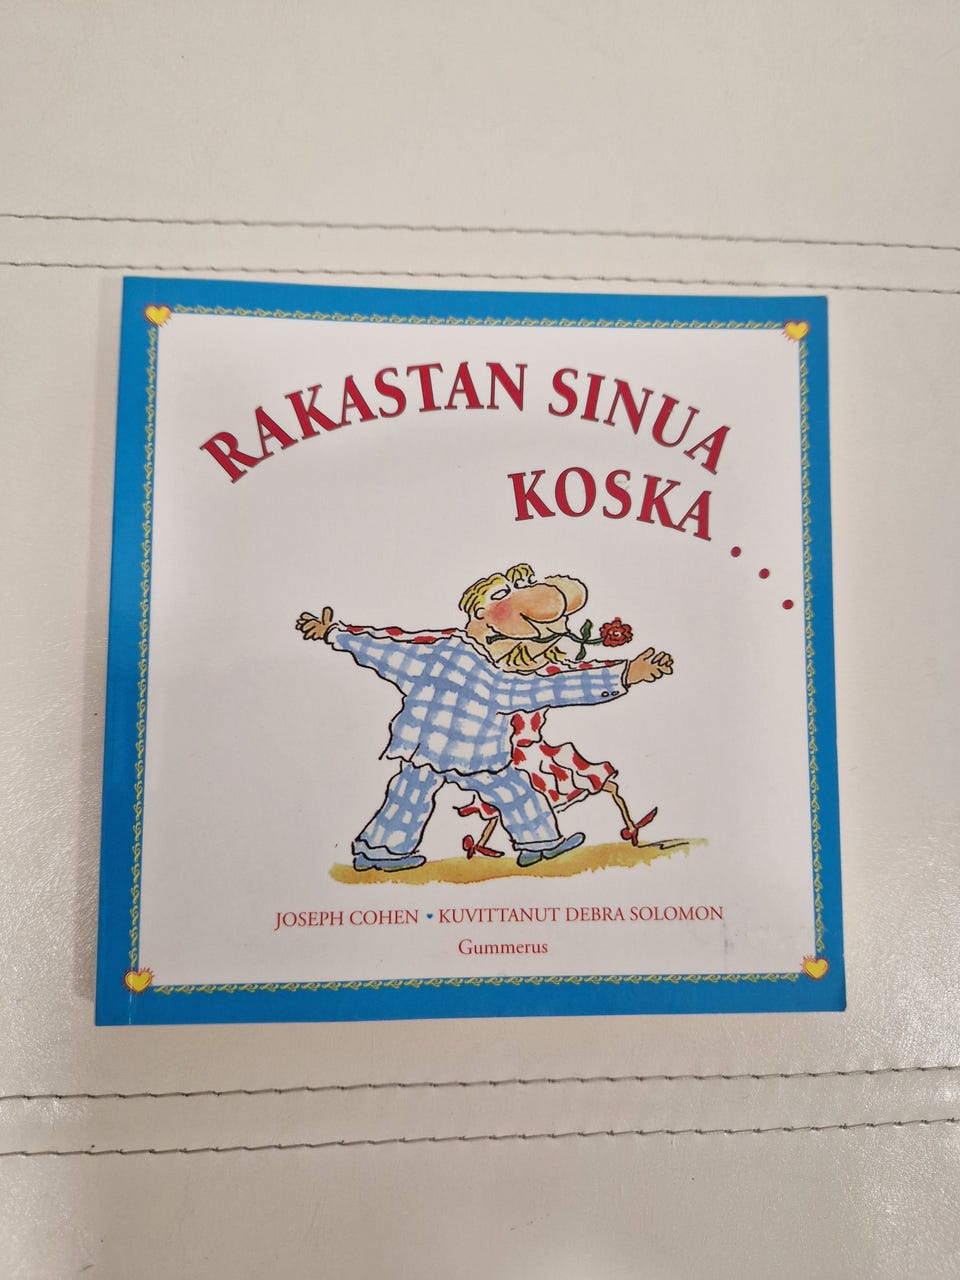 RAKASTAN SINUA
KOSKA...
JOSEPH COHEN • KUVITTANUT DEBRA SOLOMON
Gummerus